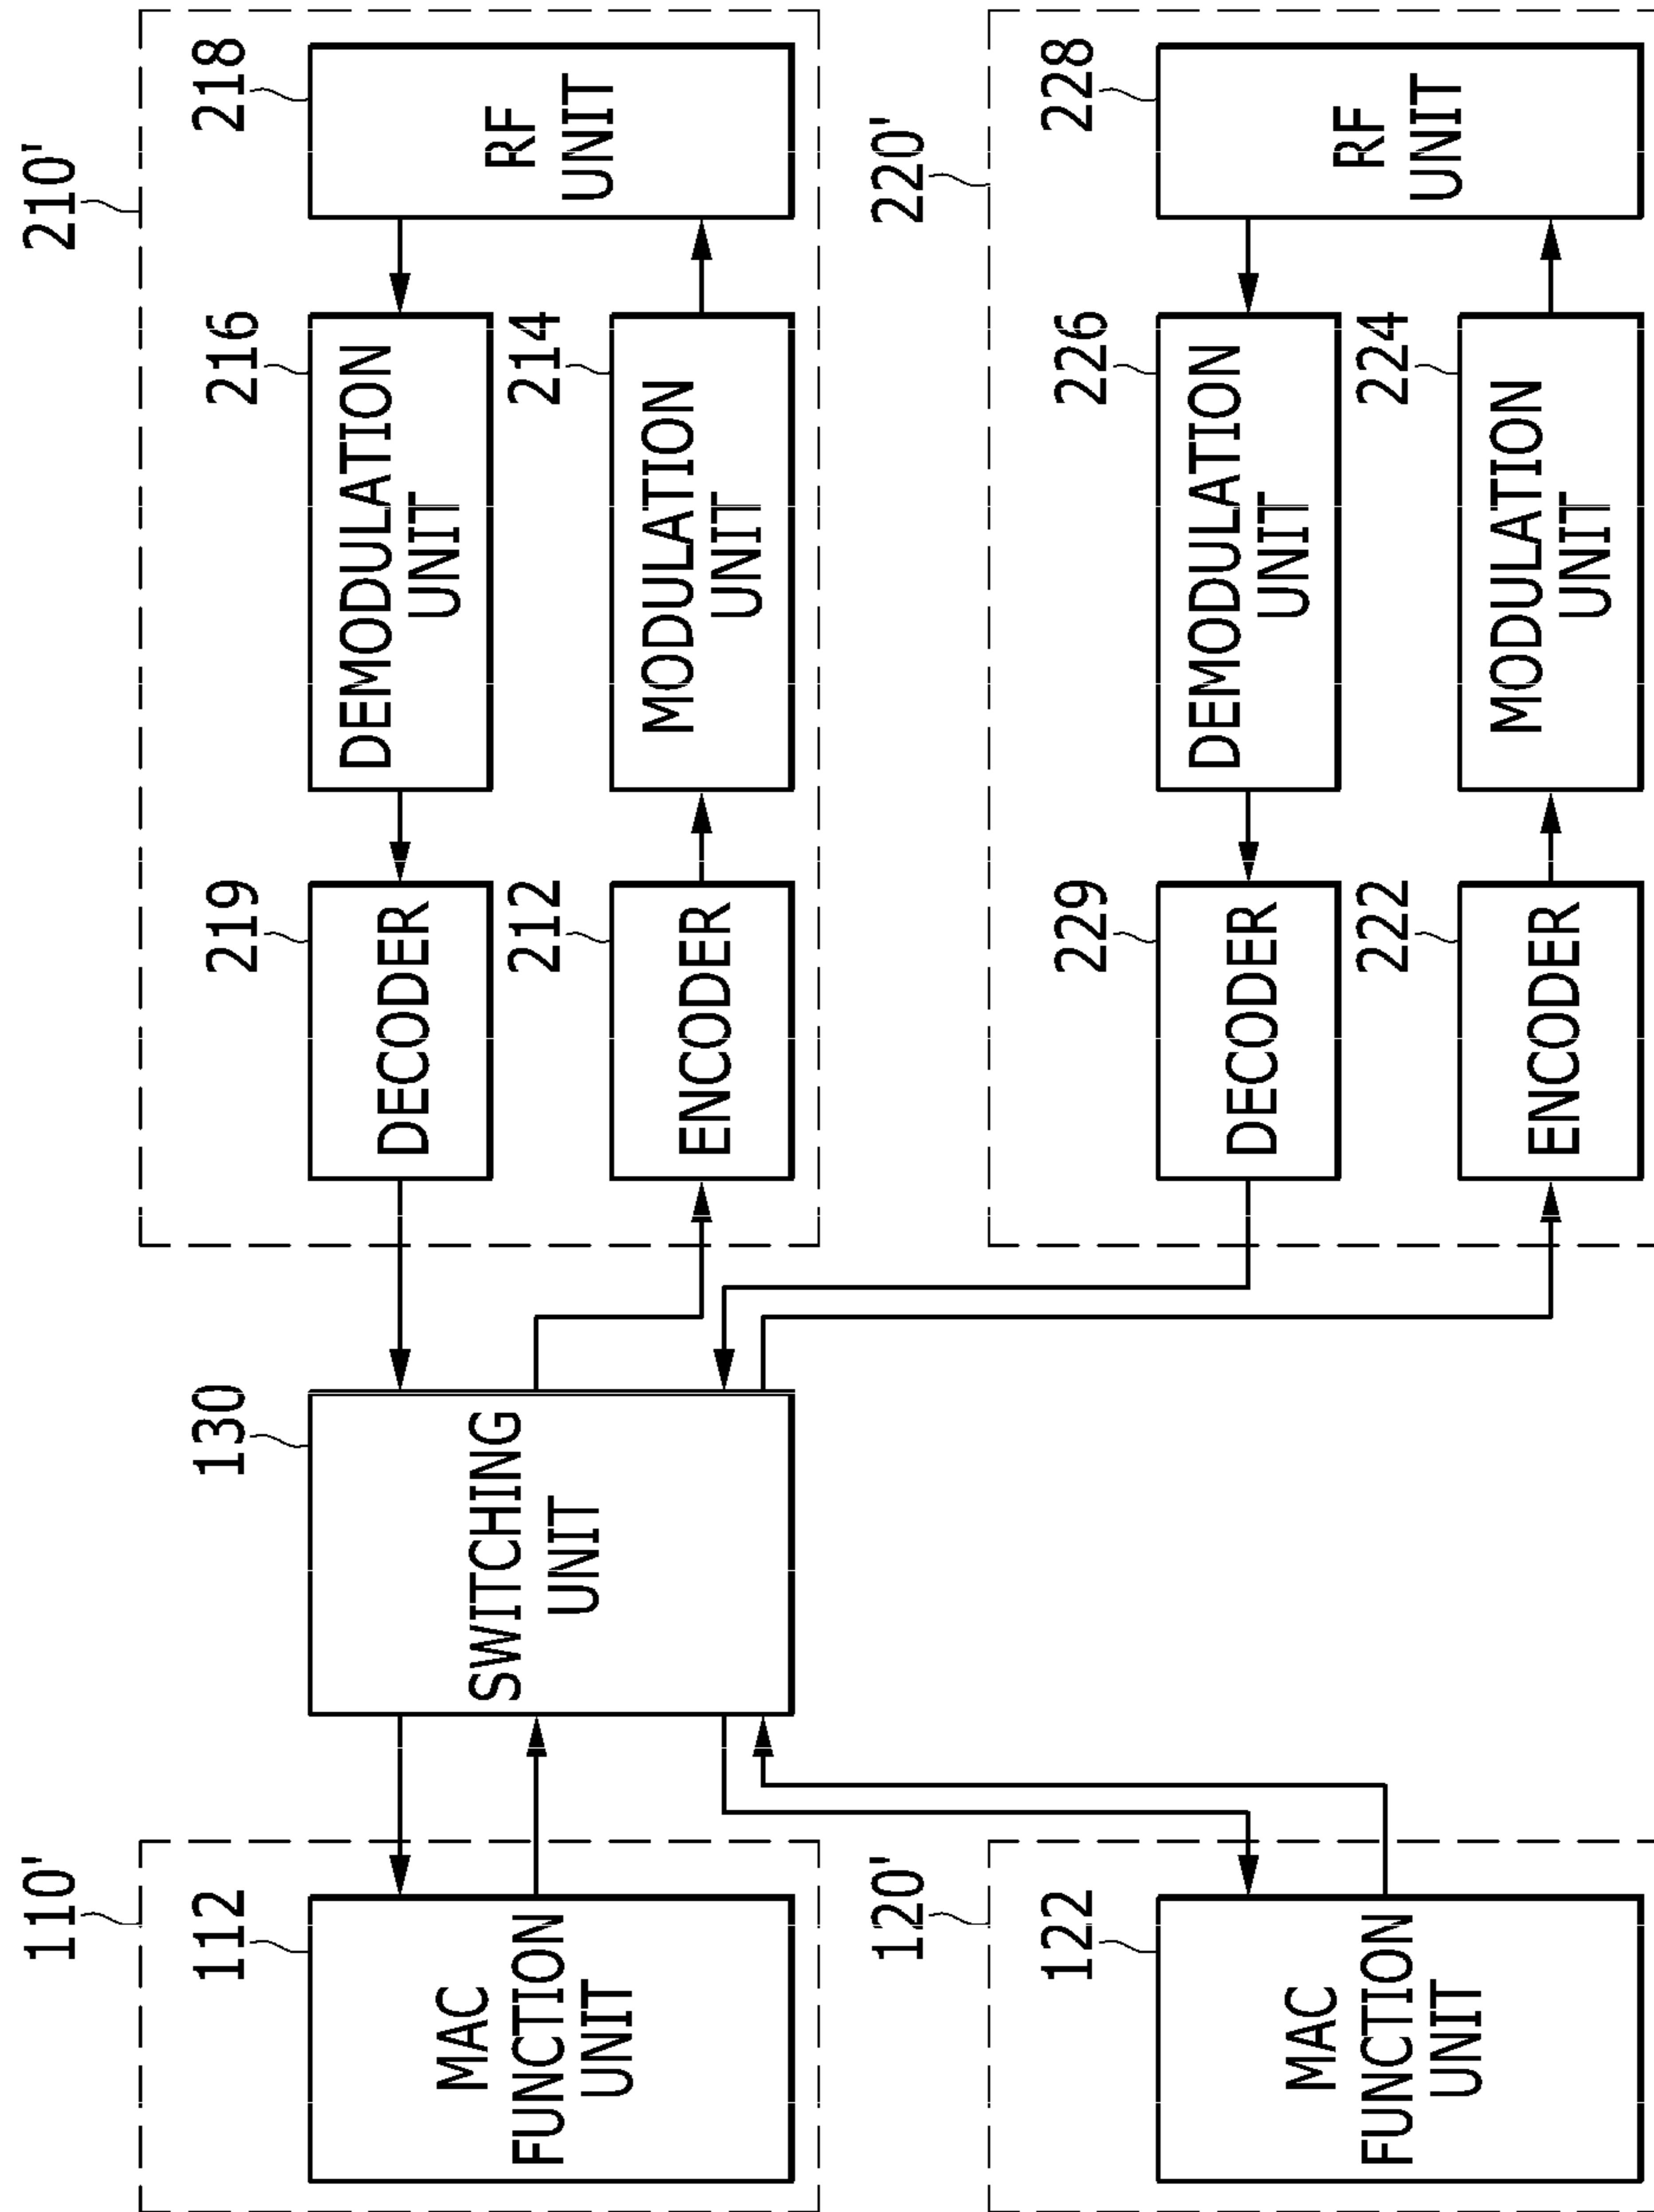 110'
112
MAC
FUNCTION
UNIT
130
SWITCHING
UNIT
210'
219
DECODER
216
DEMODULATION
UNIT
218
RF
UNIT
212
ENCODER
214
MODULATION
UNIT
120'
122
MAC
FUNCTION
UNIT
220'
229
DECODER
226
DEMODULATION
UNIT
228
RF
UNIT
222
ENCODER
224
MODULATION
UNIT